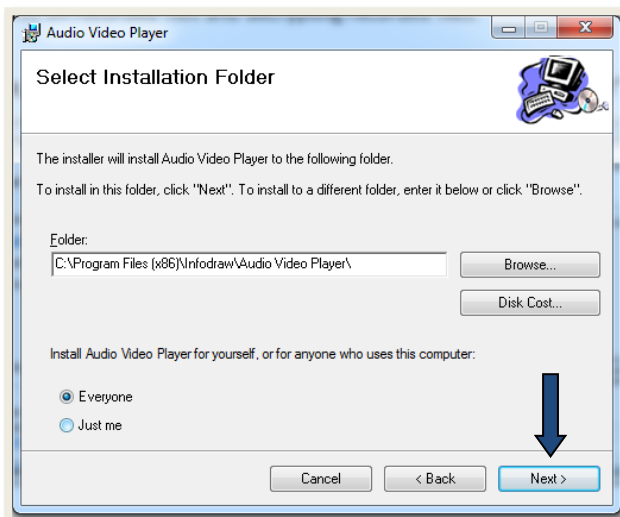 Audio Video Player
Select Installation Folder
The installer will install Audio Video Player to the following folder.
To install in this folder, click "Next". To install to a different folder, enter it below or click "Browse".
Folder:
C:\Program Files (x86)\Infodraw\Audio Video Player\
Browse...
Disk Cost...
Install Audio Video Player for yourself, or for anyone who uses this computer:
Everyone
Just me
Cancel
< Back
Next >